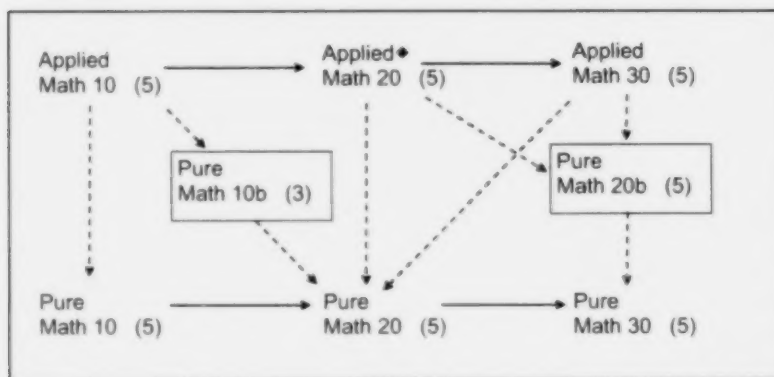 Applied
Math 10 (5)
Applied◆
Math 20 (5)
Applied
Math 30 (5)
Pure
Math 10b (3)
Pure
Math 20b (5)
Pure
Math 10 (5)
Pure
Math 20 (5)
Pure
Math 30 (5)